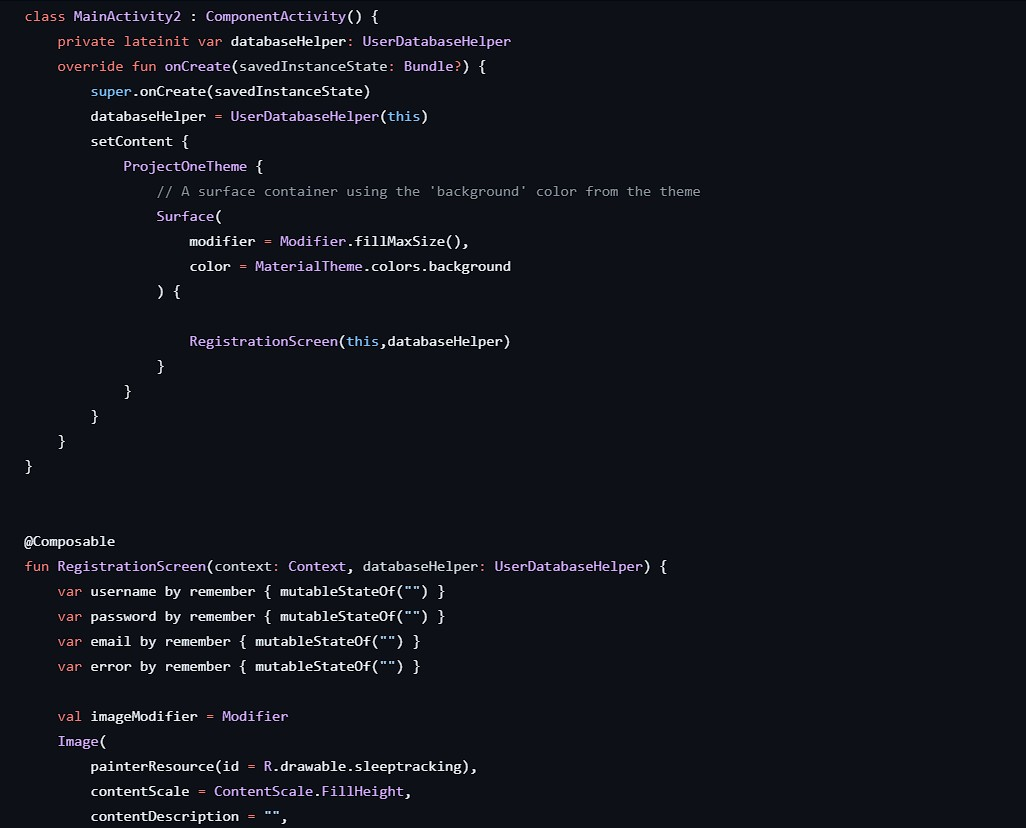 class MainActivity2 : ComponentActivity() {
    private lateinit var databaseHelper: UserDatabaseHelper
    override fun onCreate(savedInstanceState: Bundle?) {
        super.onCreate(savedInstanceState)
        databaseHelper = UserDatabaseHelper(this)
        setContent {
            ProjectOneTheme {
                // A surface container using the 'background' color from the theme
                Surface(
                    modifier = Modifier.fillMaxSize(),
                    color = MaterialTheme.colors.background
                ) {

                    RegistrationScreen(this,databaseHelper)
                }
            }
        }
    }
}


@Composable
fun RegistrationScreen(context: Context, databaseHelper: UserDatabaseHelper) {
    var username by remember { mutableStateOf("") }
    var password by remember { mutableStateOf("") }
    var email by remember { mutableStateOf("") }
    var error by remember { mutableStateOf("") }

    val imageModifier = Modifier
    Image(
        painterResource(id = R.drawable.sleeptracking),
        contentScale = ContentScale.FillHeight,
        contentDescription = "",